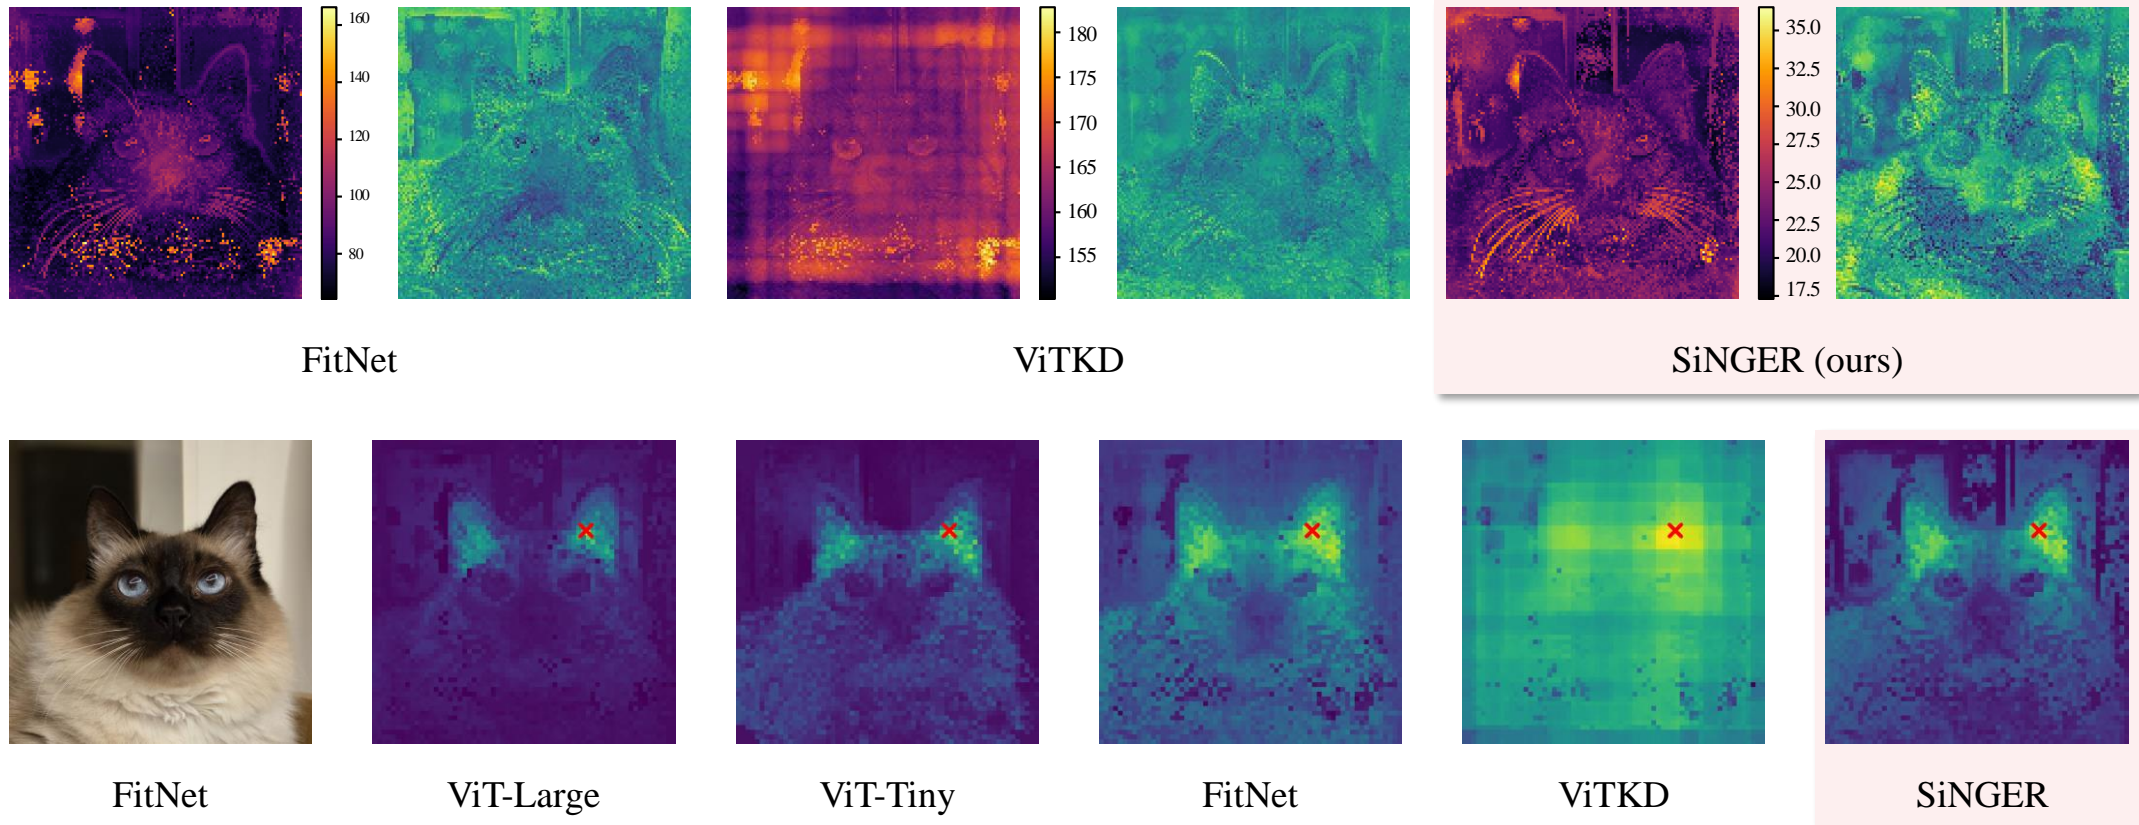 160
140
120
100
80
180
175
170
165
160
155
35.0
32.5
30.0
27.5
25.0
22.5
20.0
17.5
FitNet
ViTKD
SiNGER (ours)
FitNet
ViT-Large
ViT-Tiny
FitNet
ViTKD
SiNGER